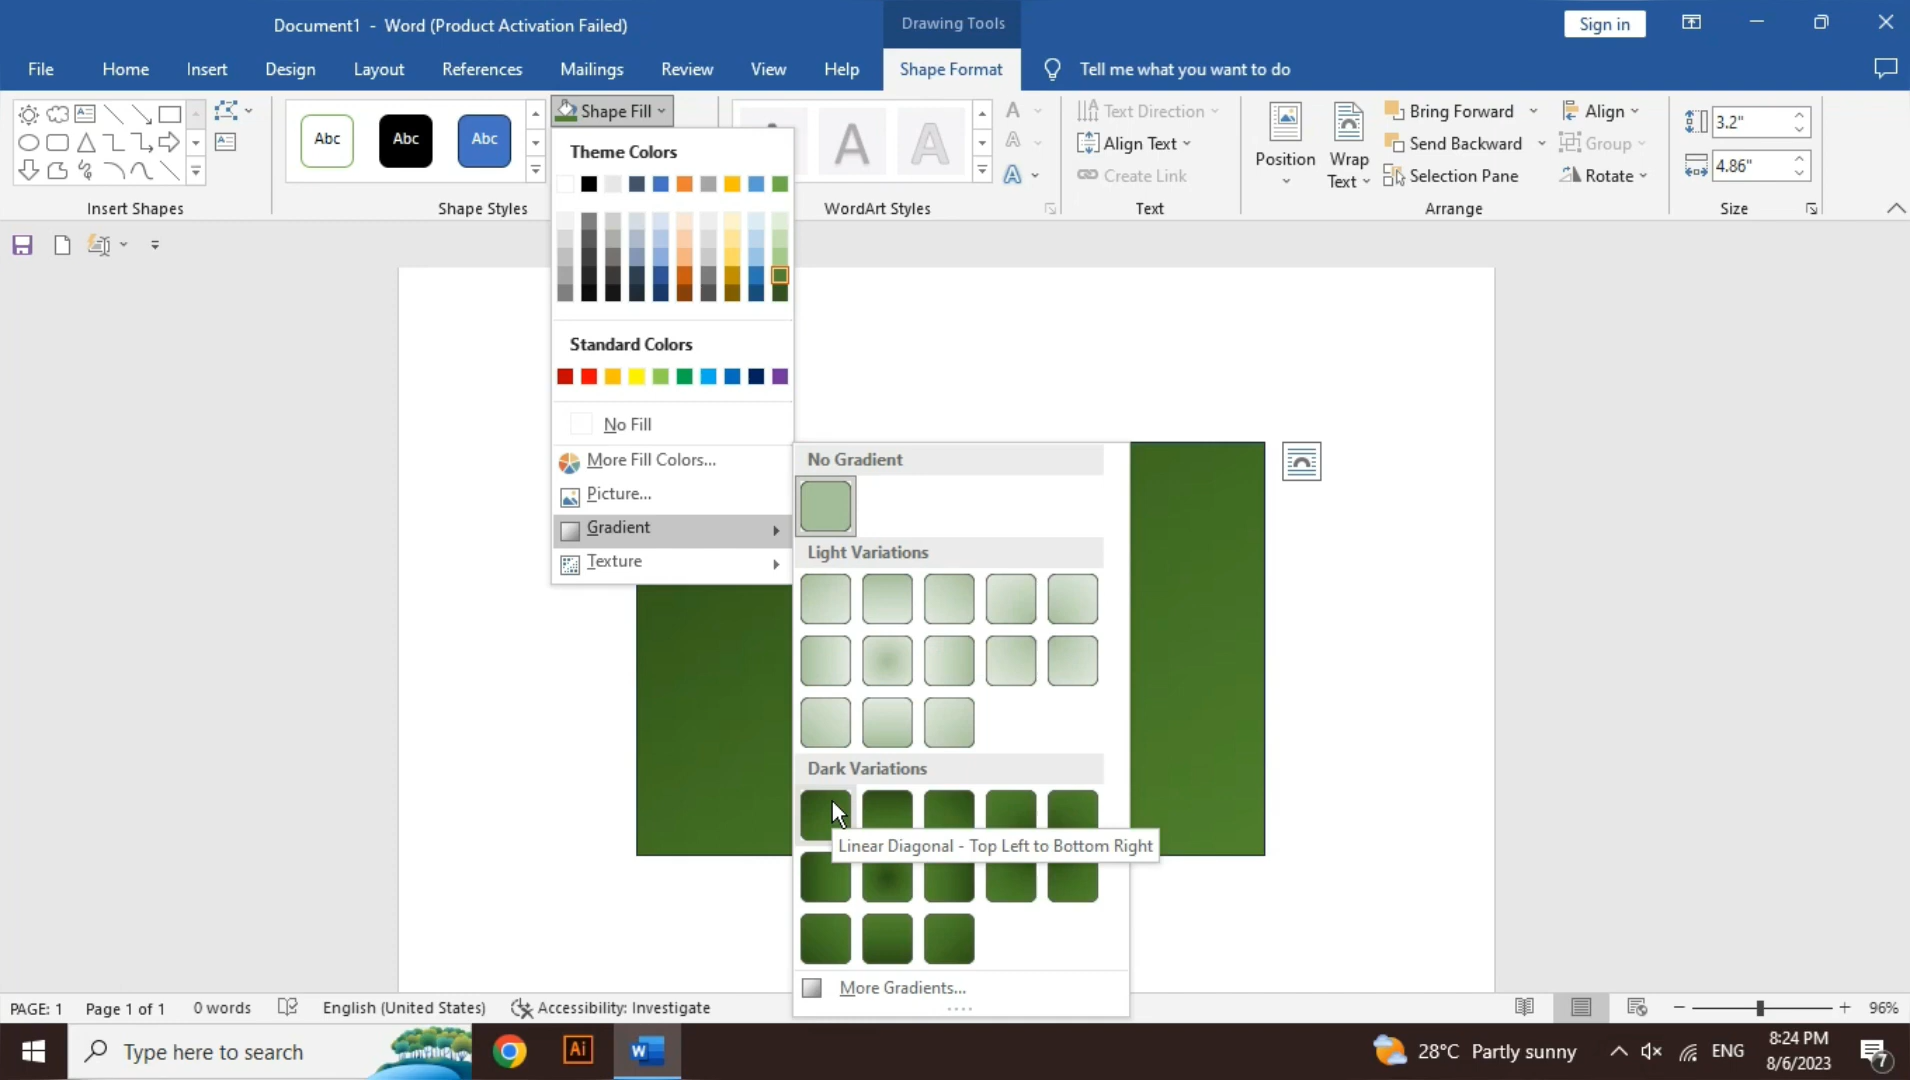 Document1 - Word (Product Activation Failed)
Drawing Tools
Sign in
File
Home
Insert
Design
Layout
References
Mailings
Review
View
Help
Shape Format
Tell me what you want to do
Abc
Abc
Abc
Shape Fill
A
A
A
A
A
Text Direction
Align Text
Create Link
Position
Wrap
Text
Bring Forward
Send Backward
Selection Pane
Align
Group
Rotate
3.2"
4.86"
Insert Shapes
Shape Styles
WordArt Styles
Text
Arrange
Size
Theme Colors
Standard Colors
No Fill
More Fill Colors...
Picture...
Gradient
Texture
No Gradient
Light Variations
Dark Variations
Linear Diagonal - Top Left to Bottom Right
More Gradients...
PAGE: 1
Page 1 of 1
0 words
English (United States)
Accessibility: Investigate
96%
Type here to search
Ai
W
28°C Partly sunny
ENG
8:24 PM
8/6/2023
7